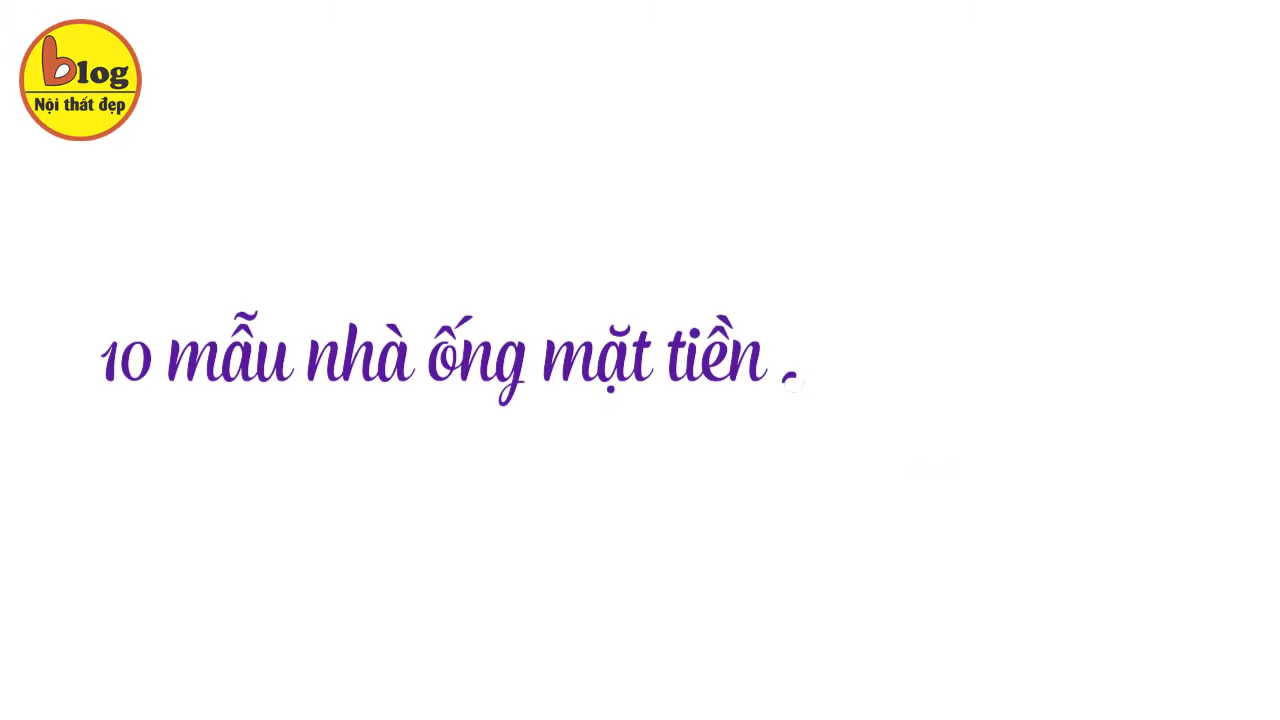 blog
Nội thất đẹp
10 mẫu nhà ống mặt tiền